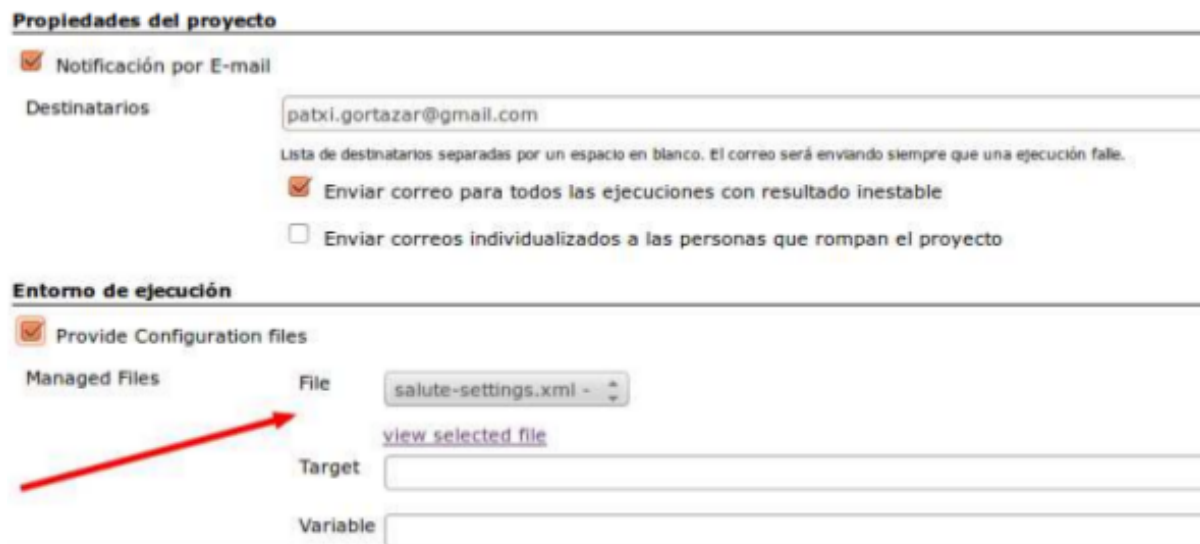 Propiedades del proyecto
Notificación por E-mail
Destinatarios
patxi.gortazar@gmail.com
Lista de destinatarios separadas por un espacio en blanco. El correo será enviando siempre que una ejecución falle.
Enviar correo para todos las ejecuciones con resultado inestable
Enviar correos individualizados a las personas que rompan el proyecto
Entorno de ejecución
Provide Configuration files
Managed Files
File
salute-settings.xml -
view selected file
Target
Variable